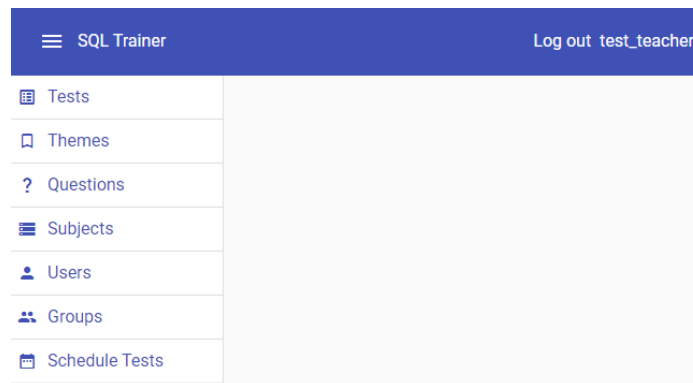 SQL Trainer Log out test_teacher
Tests
Themes
Questions
Subjects
Users
Groups
Schedule Tests